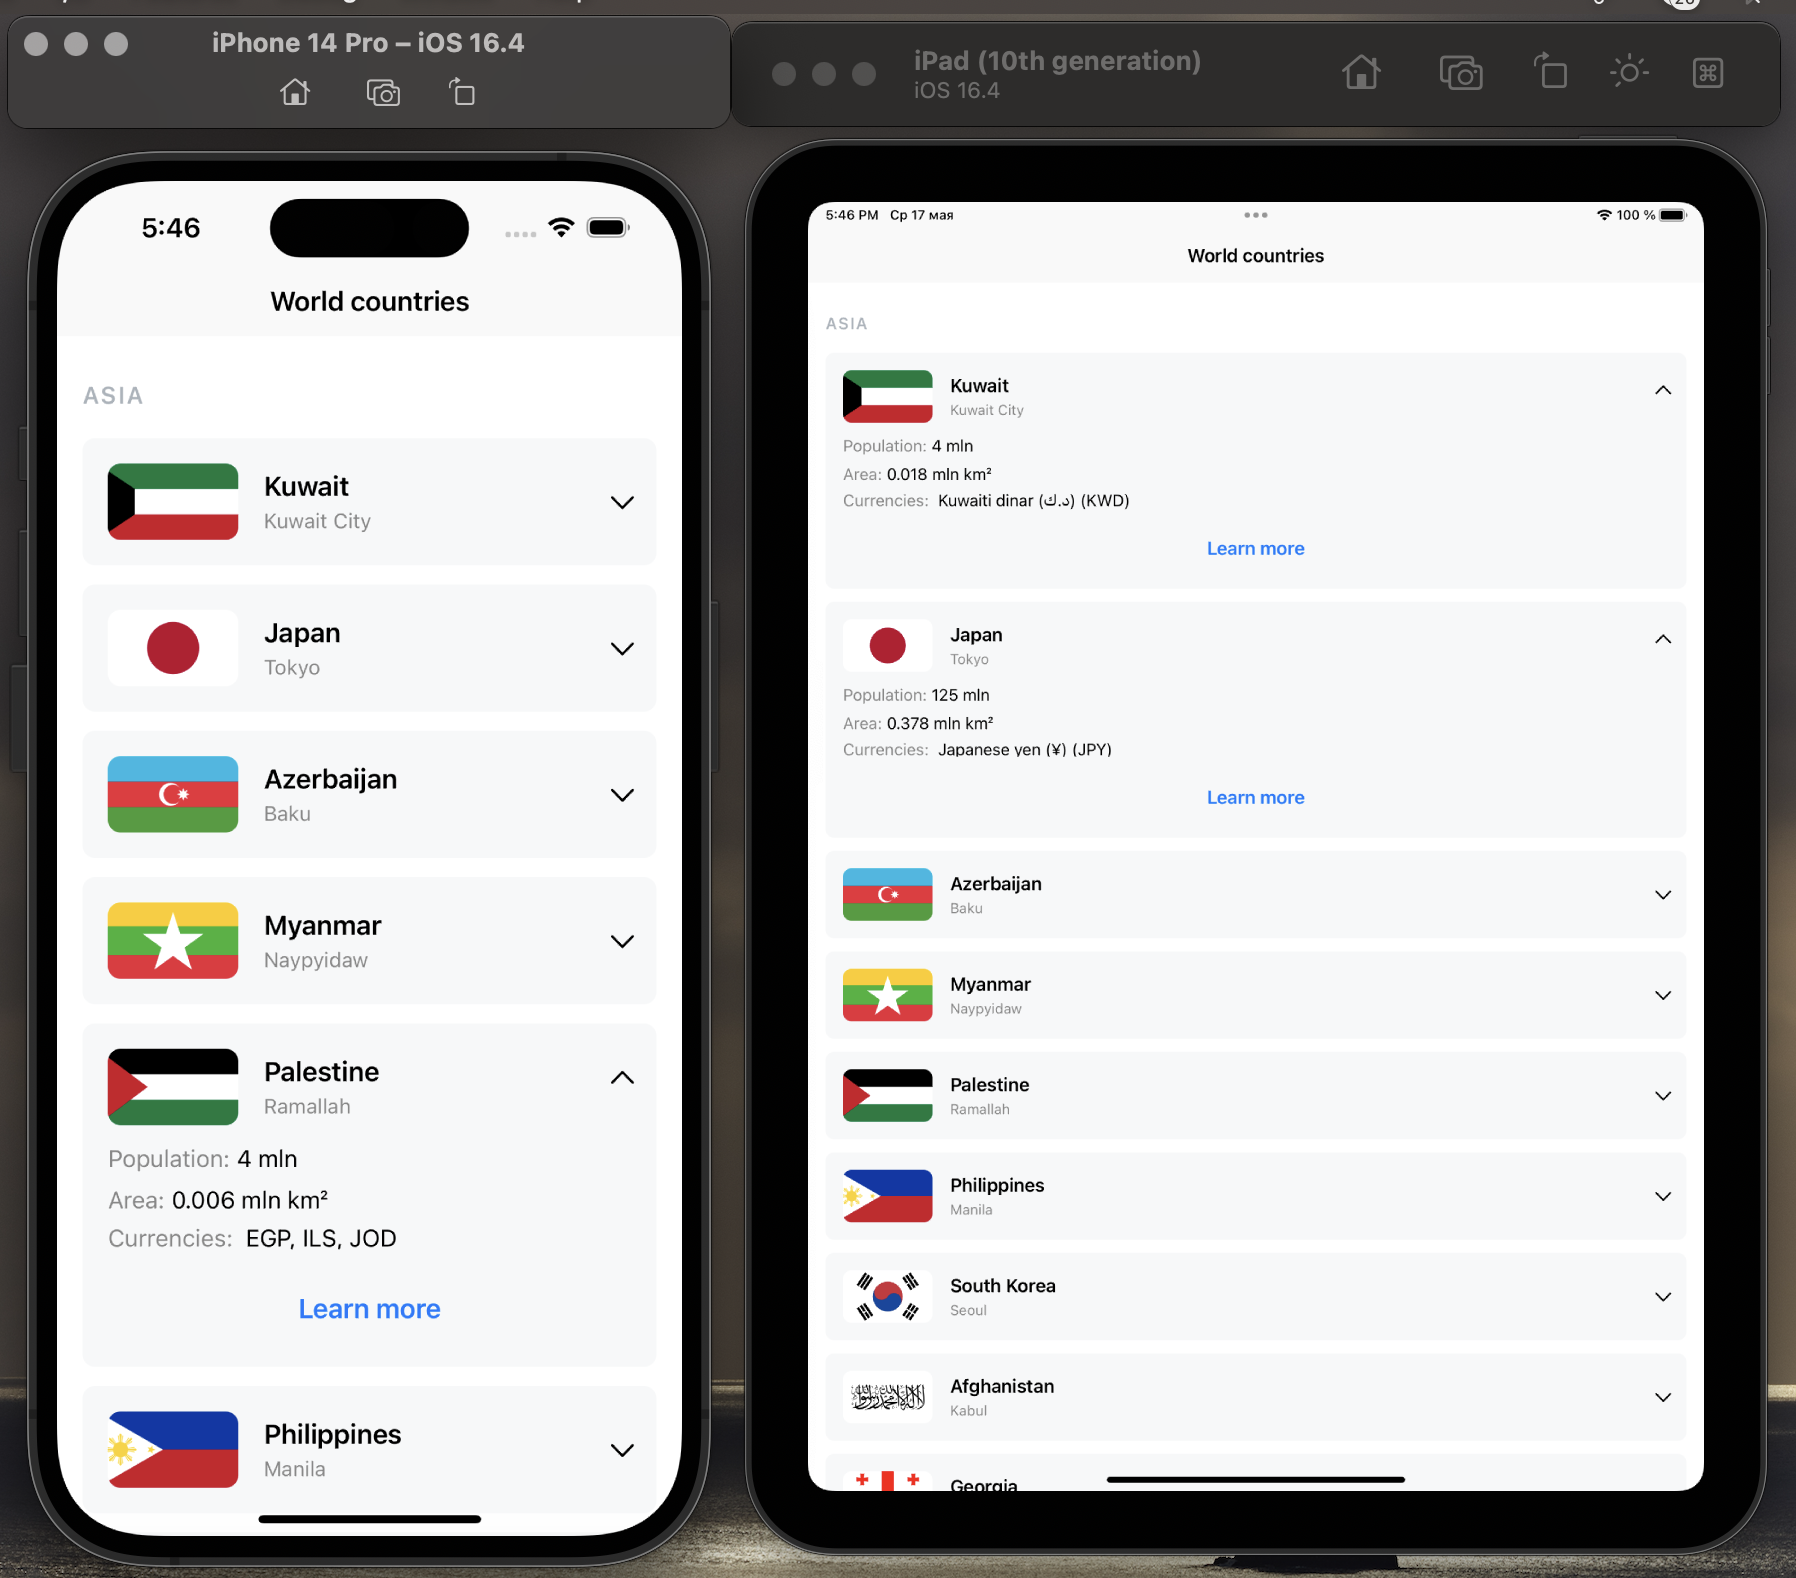 iPhone 14 Pro – iOS 16.4
5:46
World countries
ASIA
Kuwait
Kuwait City
Japan
Tokyo
Azerbaijan
Baku
Myanmar
Naypyidaw
Palestine
Ramallah
Population: 4 mln
Area: 0.006 mln km²
Currencies: EGP, ILS, JOD
Learn more
Philippines
Manila
iPad (10th generation)
iOS 16.4
5:46 PM Ср 17 мая
100 %
World countries
ASIA
Kuwait
Kuwait City
Population: 4 mln
Area: 0.018 mln km²
Currencies: Kuwaiti dinar (د.ك) (KWD)
Learn more
Japan
Tokyo
Population: 125 mln
Area: 0.378 mln km²
Currencies: Japanese yen (¥) (JPY)
Learn more
Azerbaijan
Baku
Myanmar
Naypyidaw
Palestine
Ramallah
Philippines
Manila
South Korea
Seoul
Afghanistan
Kabul
Georgia